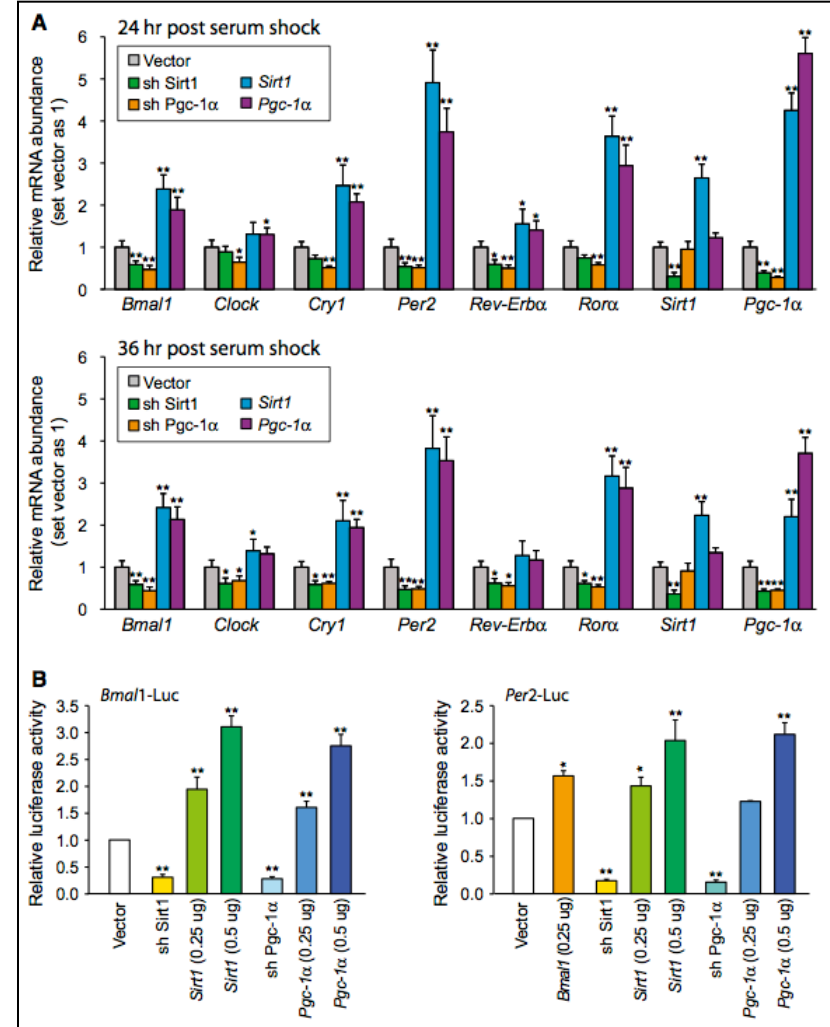 A
24 hr post serum shock
Relative mRNA abundance
(set vector as 1)
6
5
4
3
2
1
0
Vector
sh Sirt1
Sirt1
sh Pgc-1α
Pgc-1α
** ** ** **
* *
** ** **
** ** ** **
* ** * *
** ** **
** **
** ** ** **
Bmal1 Clock Cry1 Per2 Rev-Erbα Rorα Sirt1 Pgc-1α
36 hr post serum shock
Relative mRNA abundance
(set vector as 1)
6
5
4
3
2
1
0
Vector
sh Sirt1
Sirt1
sh Pgc-1α
Pgc-1α
** ** ** **
* * *
* ** ** **
** ** ** **
* *
* ** ** **
** **
** ** ** **
Bmal1 Clock Cry1 Per2 Rev-Erbα Rorα Sirt1 Pgc-1α
B
Bmal1-Luc
Relative luciferase activity
3.5
3.0
2.5
2.0
1.5
1.0
0.5
0.0
** ** ** ** ** **
Vector
sh Sirt1
Sirt1 (0.25 ug)
Sirt1 (0.5 ug)
sh Pgc-1α
Pgc-1α (0.25 ug)
Pgc-1α (0.5 ug)
Per2-Luc
Relative luciferase activity
2.5
2.0
1.5
1.0
0.5
0.0
* ** * ** ** **
Vector
Bmal1 (0.25 ug)
sh Sirt1
Sirt1 (0.25 ug)
Sirt1 (0.5 ug)
sh Pgc-1α
Pgc-1α (0.25 ug)
Pgc-1α (0.5 ug)